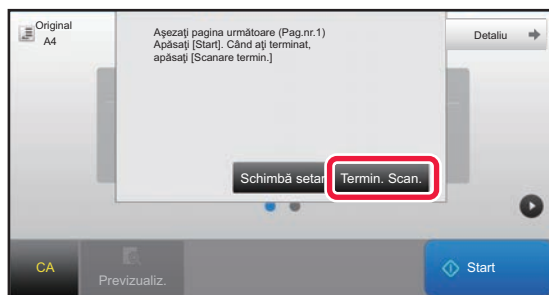 Original
A4
Aşezaţi pagina următoare (Pag.nr.1)
Apăsaţi [Start]. Când aţi terminat,
apăsaţi [Scanare termin.]
Detaliu
Schimbă setar
Termin. Scan.
CA
Previzualiz.
Start